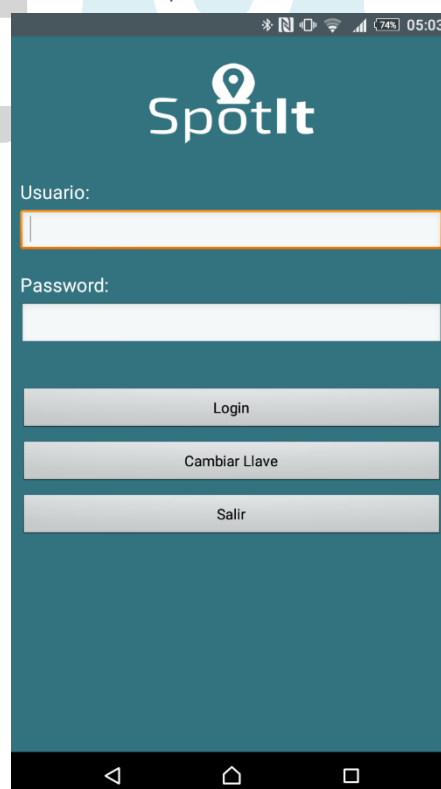 74% 05:03
SpotIt
Usuario:
Password:
Login
Cambiar Llave
Salir